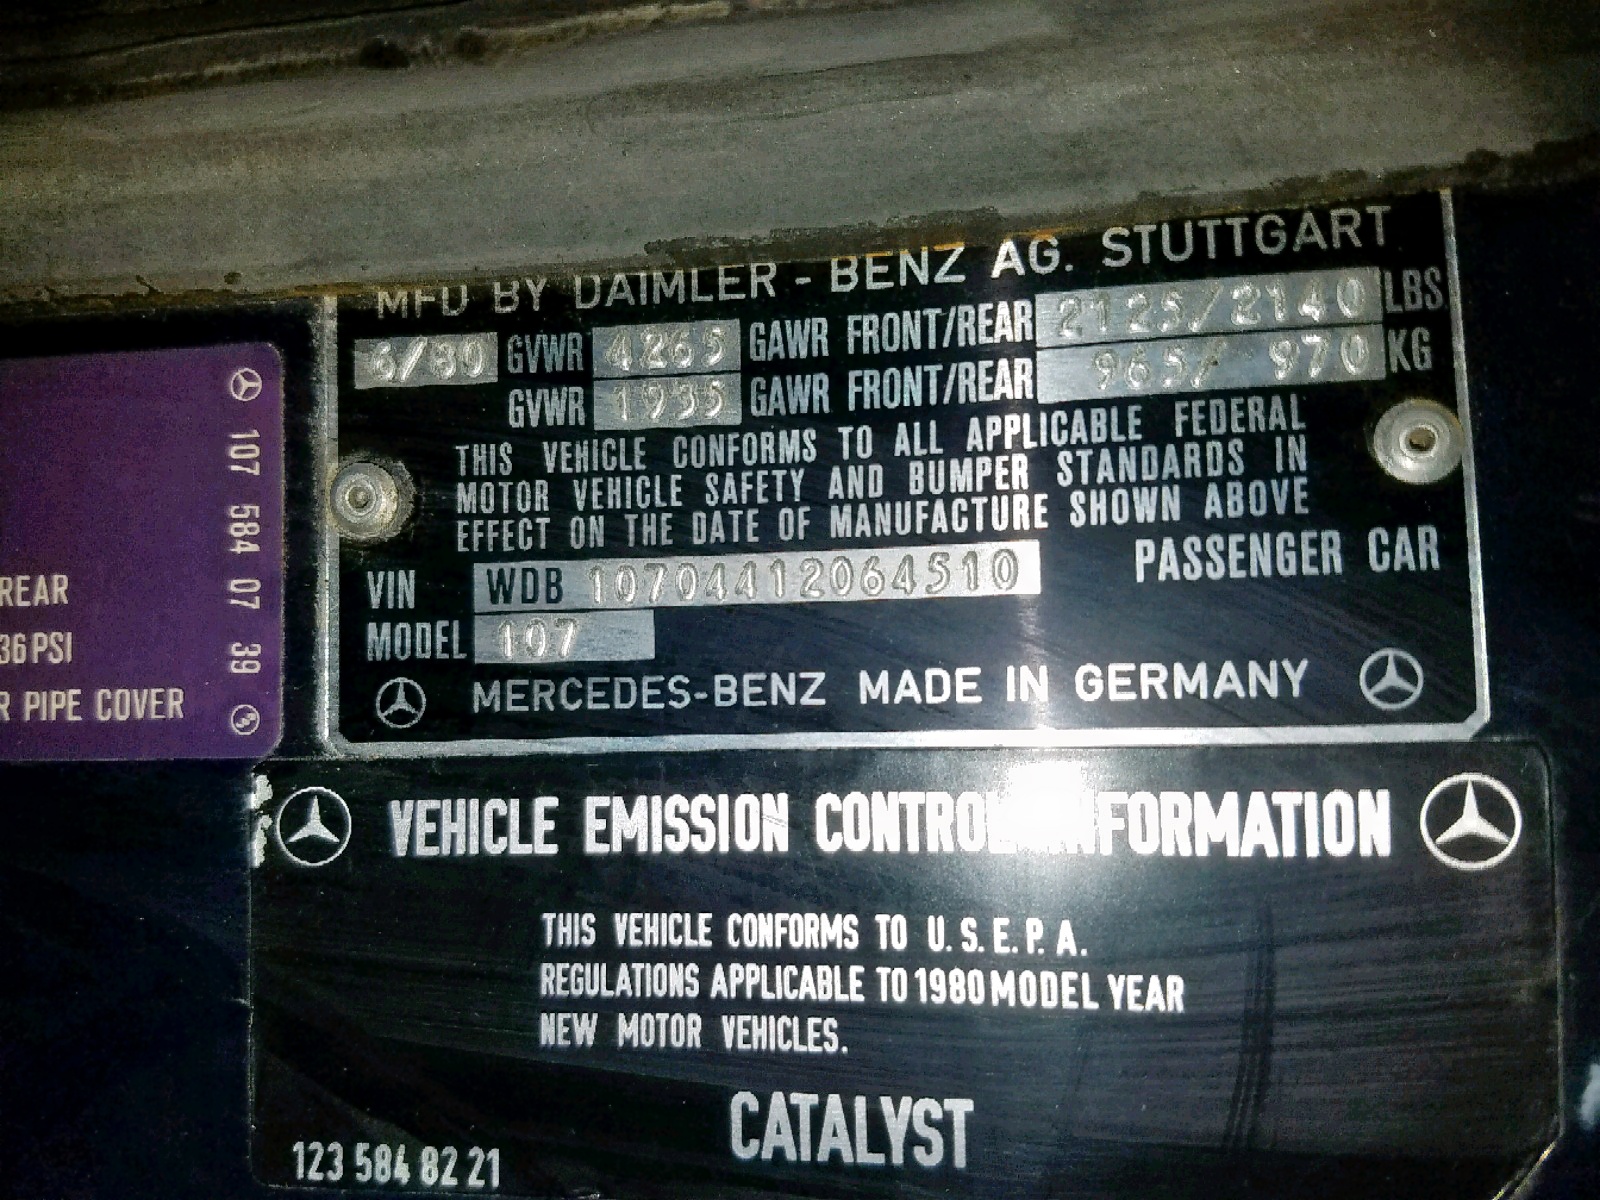 MFD BY DAIMLER - BENZ AG. STUTTGART
6/80 GVWR 4265 GAWR FRONT/REAR 2125/2140 LBS
GVWR 1935 GAWR FRONT/REAR 965/ 970 KG
THIS VEHICLE CONFORMS TO ALL APPLICABLE FEDERAL
MOTOR VEHICLE SAFETY AND BUMPER STANDARDS IN
EFFECT ON THE DATE OF MANUFACTURE SHOWN ABOVE
VIN WDB 10704412064510 PASSENGER CAR
MODEL 107
MERCEDES-BENZ MADE IN GERMANY
107 584 07 39
REAR
36 PSI
R PIPE COVER
VEHICLE EMISSION CONTROL INFORMATION
THIS VEHICLE CONFORMS TO U.S.E.P.A.
REGULATIONS APPLICABLE TO 1980 MODEL YEAR
NEW MOTOR VEHICLES.
CATALYST
123 584 82 21